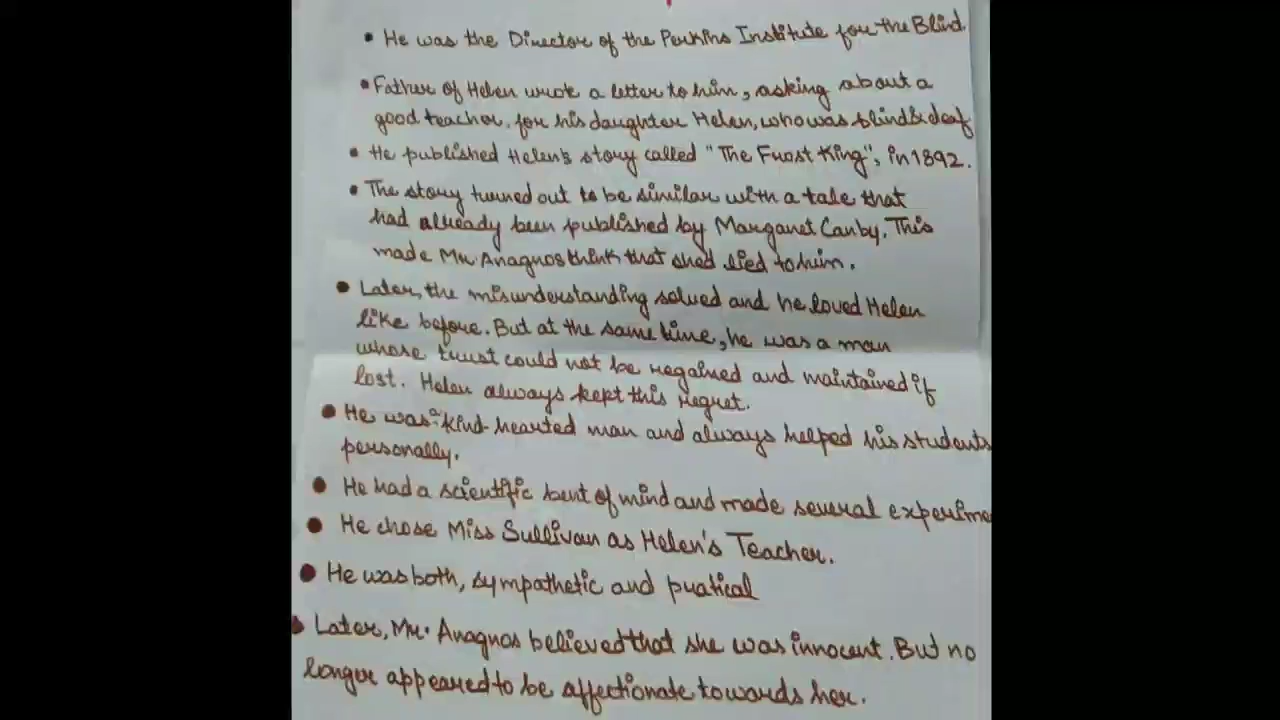 • He was the Director of the Perkins Institute for the Blind.
• Father of Helen wrote a letter to him, asking about a
good teacher, for his daughter Helen, who was blind & deaf
• He published Helen's story called "The Frost King", in 1892.
• The story turned out to be similar with a tale that
had already been published by Margaret Canby. This
made Mr. Anagnos think that shed lied to him.
• Later, the misunderstanding solved and he loved Helen
like before. But at the same time, he was a man
whose trust could not be regained and maintained if
lost. Helen always kept this regret.
• He was a kind-hearted man and always helped his students
personally.
• He had a scientific bent of mind and made several experime
• He chose Miss Sullivan as Helen's Teacher.
• He was both, sympathetic and pratical
• Later, Mr. Anagnos believed that she was innocent. But no
longer appeared to be affectionate towards her.